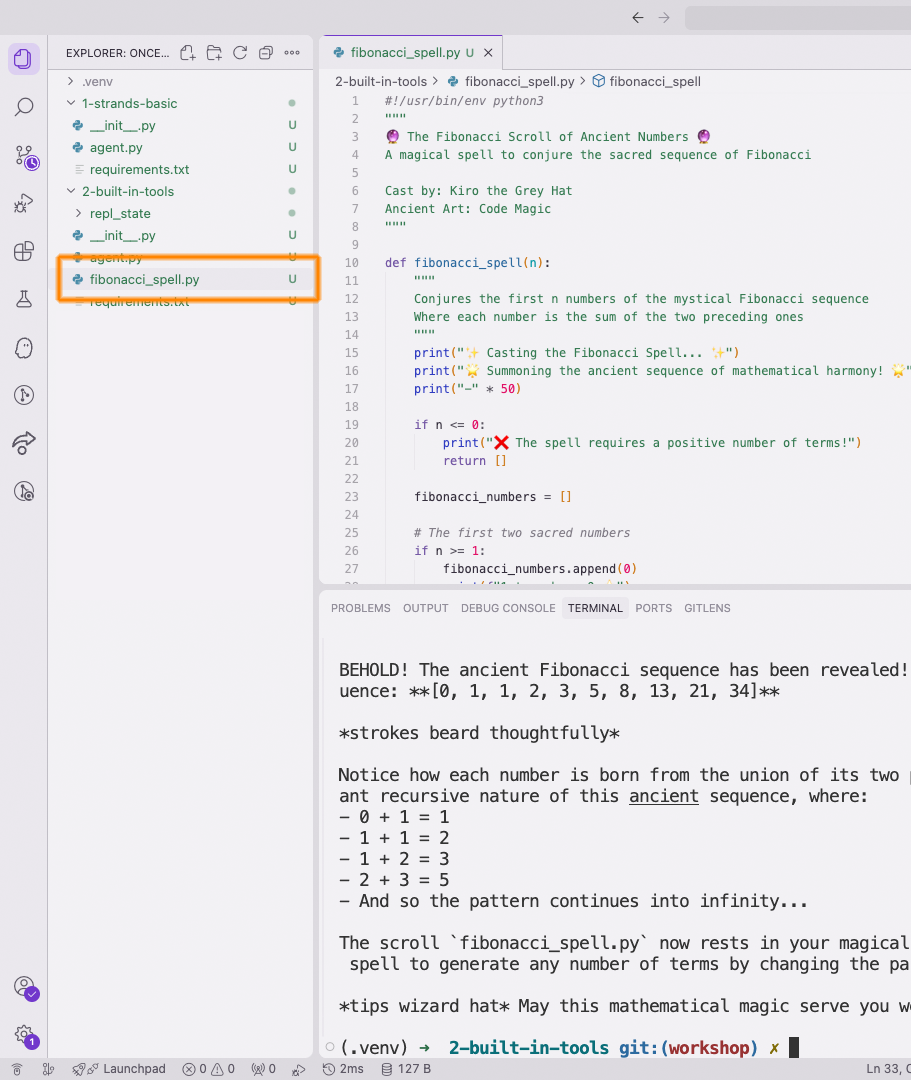 EXPLORER: ONCE...
.venv
1-strands-basic
__init__.py U
agent.py U
requirements.txt U
2-built-in-tools
repl_state
__init__.py U
agent.py U
fibonacci_spell.py U
requirements.txt U
1
Launchpad 0 0 0 2ms 127 B Ln 33,
fibonacci_spell.py U
2-built-in-tools > fibonacci_spell.py > fibonacci_spell
1 #!/usr/bin/env python3
2 """
3 🔮 The Fibonacci Scroll of Ancient Numbers 🔮
4 A magical spell to conjure the sacred sequence of Fibonacci
5
6 Cast by: Kiro the Grey Hat
7 Ancient Art: Code Magic
8 """
9
10 def fibonacci_spell(n):
11 """
12 Conjures the first n numbers of the mystical Fibonacci sequence
13 Where each number is the sum of the two preceding ones
14 """
15 print("✨ Casting the Fibonacci Spell... ✨")
16 print("🌟 Summoning the ancient sequence of mathematical harmony! 🌟"
17 print("-" * 50)
18
19 if n <= 0:
20 print("❌ The spell requires a positive number of terms!")
21 return []
22
23 fibonacci_numbers = []
24
25 # The first two sacred numbers
26 if n >= 1:
27 fibonacci_numbers.append(0)
PROBLEMS OUTPUT DEBUG CONSOLE TERMINAL PORTS GITLENS
BEHOLD! The ancient Fibonacci sequence has been revealed!
uence: **[0, 1, 1, 2, 3, 5, 8, 13, 21, 34]**
*strokes beard thoughtfully*
Notice how each number is born from the union of its two
ant recursive nature of this ancient sequence, where:
- 0 + 1 = 1
- 1 + 1 = 2
- 1 + 2 = 3
- 2 + 3 = 5
- And so the pattern continues into infinity...
The scroll `fibonacci_spell.py` now rests in your magical
spell to generate any number of terms by changing the pa
*tips wizard hat* May this mathematical magic serve you
(.venv) → 2-built-in-tools git:(workshop) ✗